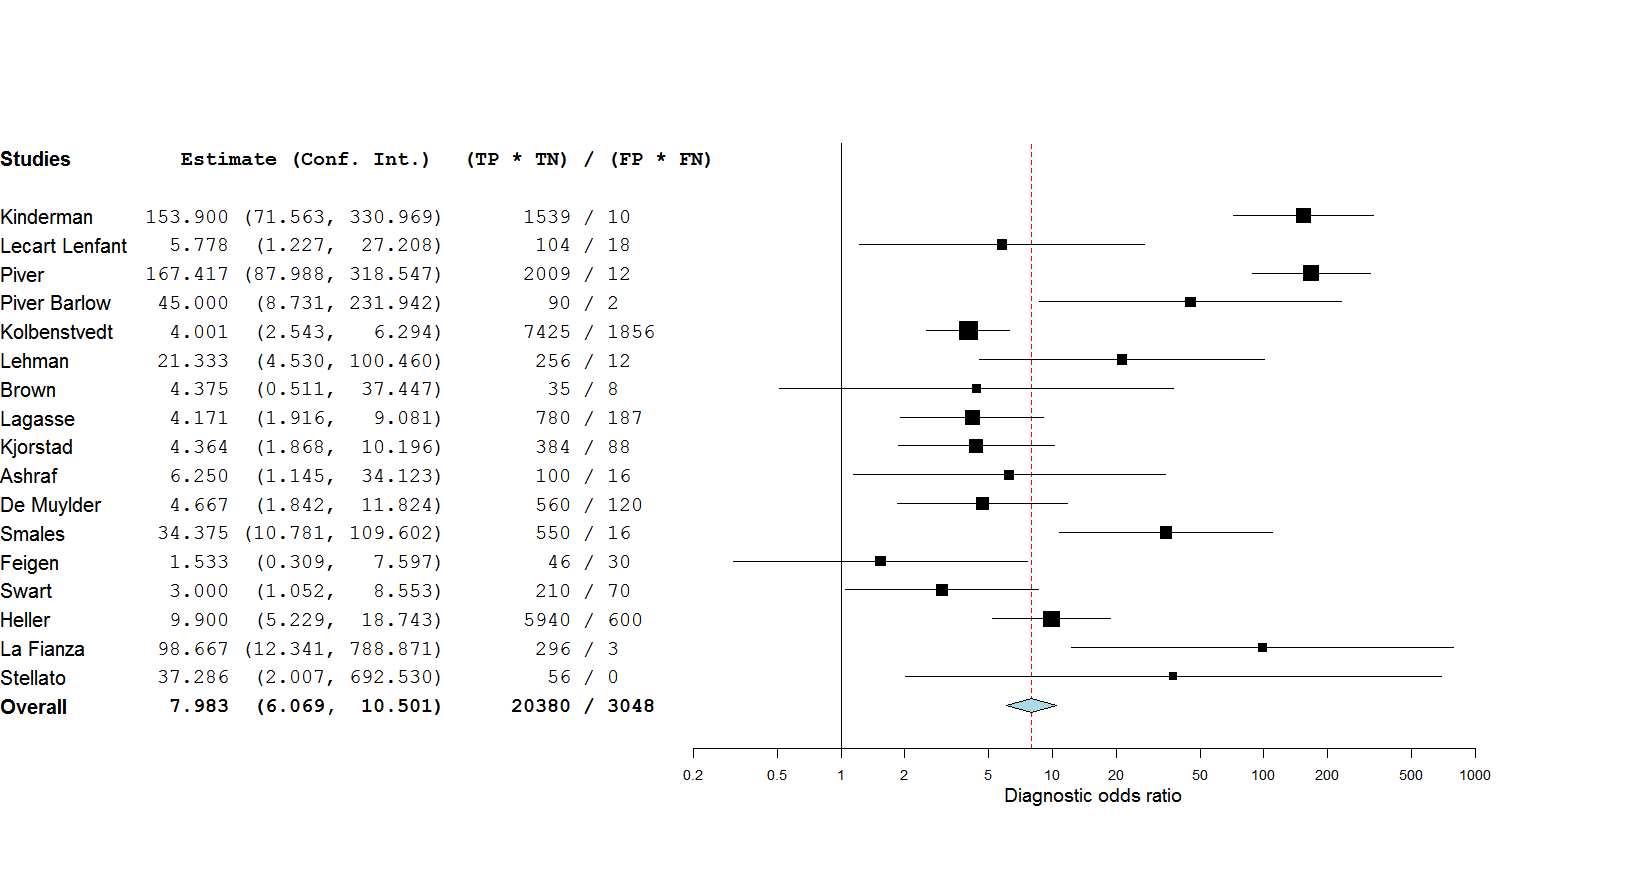 Studies Estimate (Conf. Int.) (TP * TN) / (FP * FN)
Kinderman 153.900 (71.563, 330.969) 1539 / 10
Lecart Lenfant 5.778 (1.227, 27.208) 104 / 18
Piver 167.417 (87.988, 318.547) 2009 / 12
Piver Barlow 45.000 (8.731, 231.942) 90 / 2
Kolbenstvedt 4.001 (2.543, 6.294) 7425 / 1856
Lehman 21.333 (4.530, 100.460) 256 / 12
Brown 4.375 (0.511, 37.447) 35 / 8
Lagasse 4.171 (1.916, 9.081) 780 / 187
Kjorstad 4.364 (1.868, 10.196) 384 / 88
Ashraf 6.250 (1.145, 34.123) 100 / 16
De Muylder 4.667 (1.842, 11.824) 560 / 120
Smales 34.375 (10.781, 109.602) 550 / 16
Feigen 1.533 (0.309, 7.597) 46 / 30
Swart 3.000 (1.052, 8.553) 210 / 70
Heller 9.900 (5.229, 18.743) 5940 / 600
La Fianza 98.667 (12.341, 788.871) 296 / 3
Stellato 37.286 (2.007, 692.530) 56 / 0
Overall 7.983 (6.069, 10.501) 20380 / 3048
0.2 0.5 1 2 5 10 20 50 100 200 500 1000
Diagnostic odds ratio